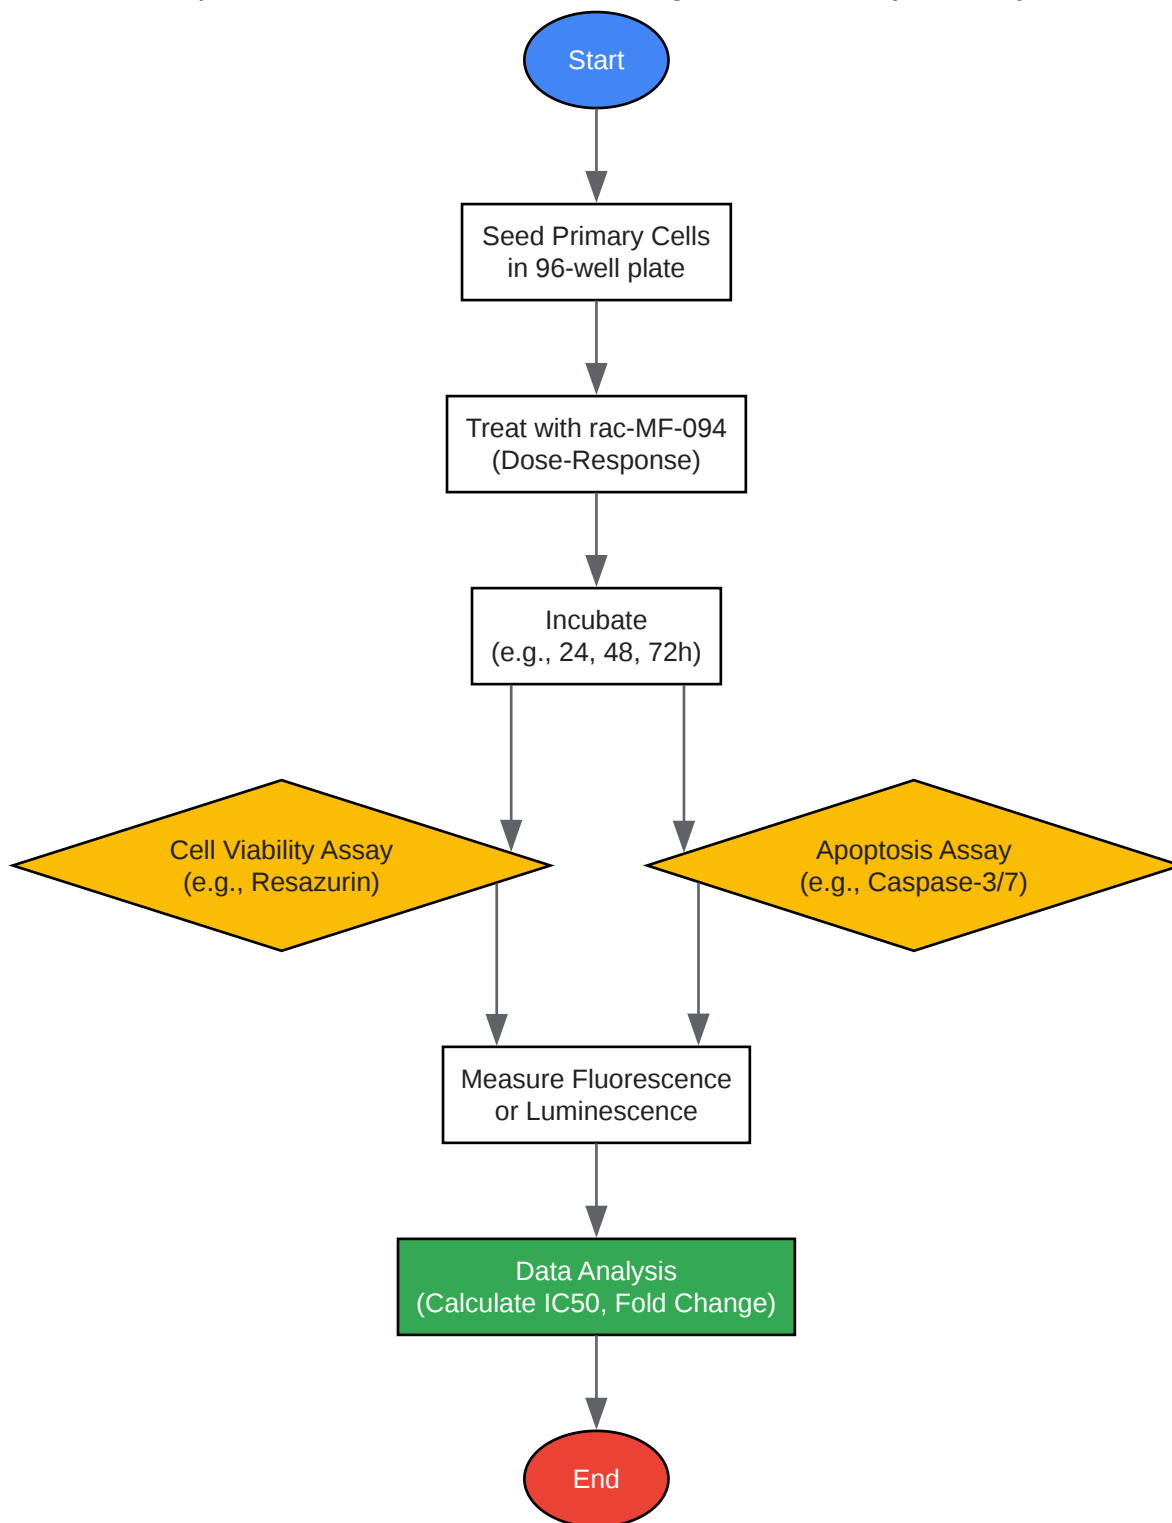 Start
Seed Primary Cells
in 96-well plate
Treat with rac-MF-094
(Dose-Response)
Incubate
(e.g., 24, 48, 72h)
Cell Viability Assay
(e.g., Resazurin)
Apoptosis Assay
(e.g., Caspase-3/7)
Measure Fluorescence
or Luminescence
Data Analysis
(Calculate IC50, Fold Change)
End